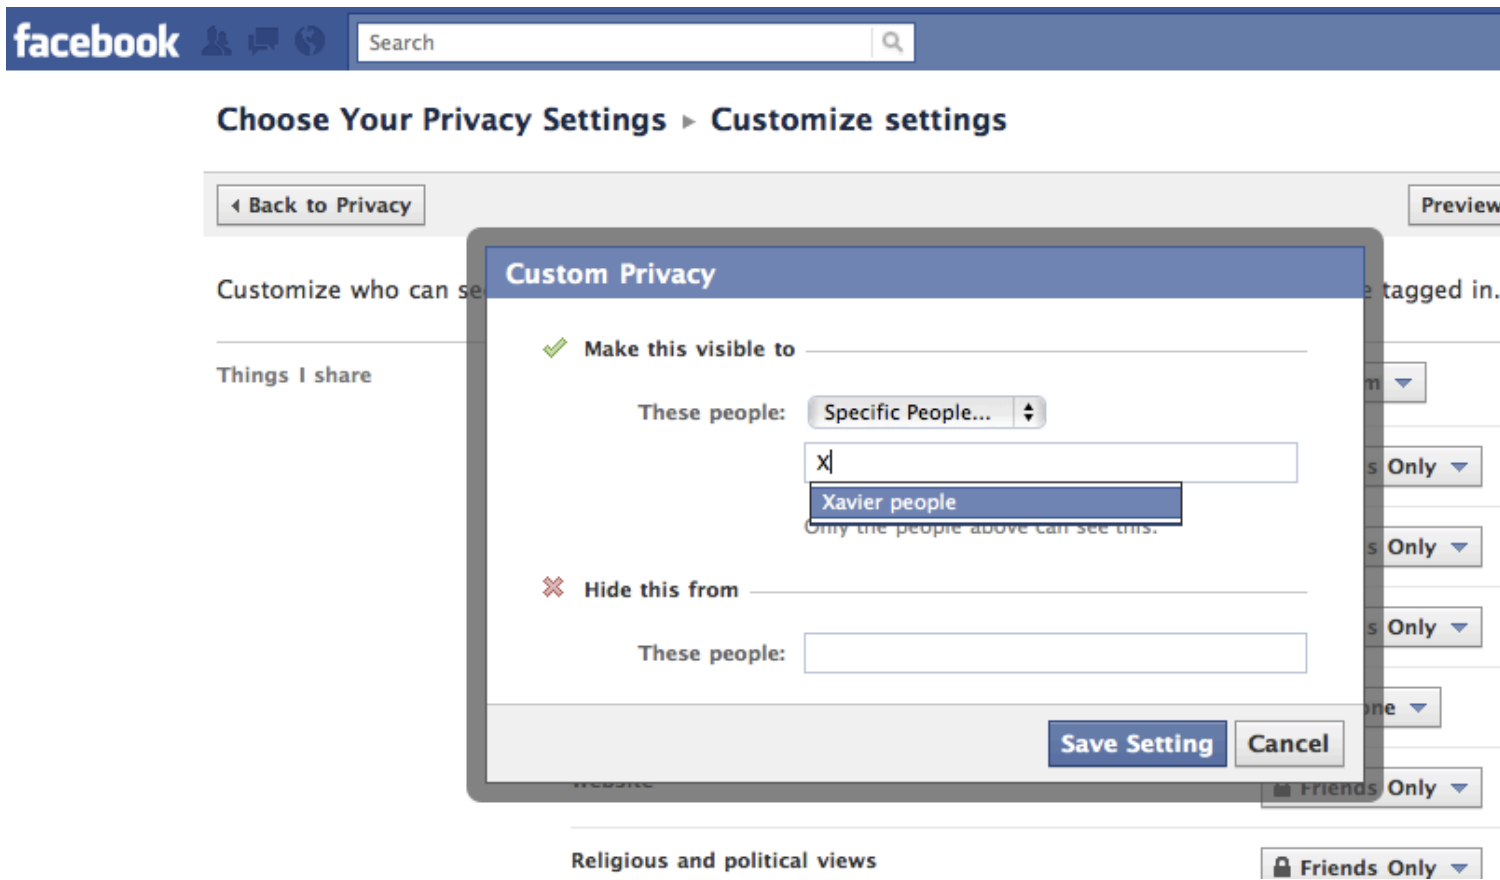 facebook
Search
Choose Your Privacy Settings ▸ Customize settings
Back to Privacy
Preview
Custom Privacy
Customize who can se
tagged in.
Make this visible to
Things I share
These people: Specific People...
s Only
X
Xavier people
Only the people above can see this.
s Only
Hide this from
s Only
These people:
one
Save Setting
Cancel
website
Friends Only
Religious and political views
Friends Only